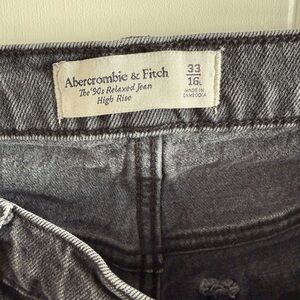 Abercrombie & Fitch
The '90s Relaxed Jean
High Rise
33
16L
MADE IN
CAMBODIA